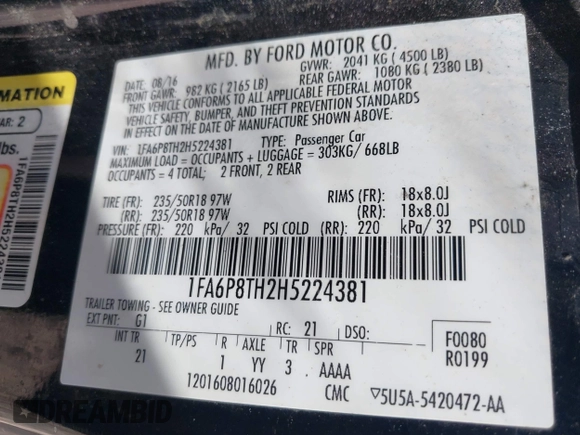 MFD. BY FORD MOTOR CO.
DATE: 08/16 GVWR: 2041 KG ( 4500 LB)
FRONT GAWR: 982 KG ( 2165 LB) REAR GAWR: 1080 KG ( 2380 LB)
THIS VEHICLE CONFORMS TO ALL APPLICABLE FEDERAL MOTOR
VEHICLE SAFETY, BUMPER, AND THEFT PREVENTION STANDARDS
IN EFFECT ON THE DATE OF MANUFACTURE SHOWN ABOVE.
VIN: 1FA6P8TH2H5224381 TYPE: Passenger Car
MAXIMUM LOAD = OCCUPANTS + LUGGAGE = 303KG/ 668LB
OCCUPANTS = 4 TOTAL; 2 FRONT, 2 REAR
TIRE (FR): 235/50R18 97W RIMS (FR): 18x8.0J
(RR): 235/50R18 97W (RR): 18x8.0J
PRESSURE (FR): 220 kPa/ 32 PSI COLD (RR): 220 kPa/ 32 PSI COLD
1FA6P8TH2H5224381
TRAILER TOWING - SEE OWNER GUIDE
EXT PNT: G1 RC: 21 DSO: F0080
INT TR TP/PS R AXLE TR SPR R0199
21 1 YY 3 AAAA
1201608016026 CMC ▽5U5A-5420472-AA
MATION
AR: 2
lbs.
DREAMBID